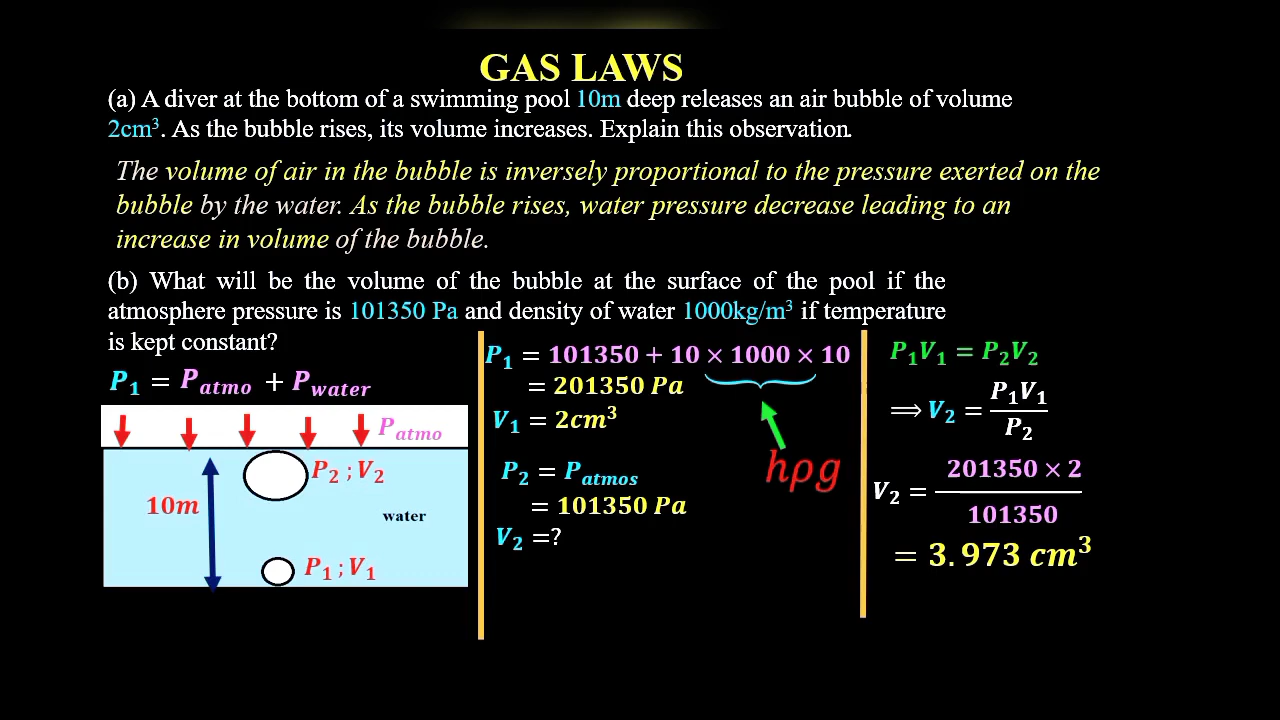 GAS LAWS
(a) A diver at the bottom of a swimming pool 10m deep releases an air bubble of volume
2cm³. As the bubble rises, its volume increases. Explain this observation.
The volume of air in the bubble is inversely proportional to the pressure exerted on the
bubble by the water. As the bubble rises, water pressure decrease leading to an
increase in volume of the bubble.
(b) What will be the volume of the bubble at the surface of the pool if the
atmosphere pressure is 101350 Pa and density of water 1000kg/m³ if temperature
is kept constant?
P₁ = Patmo + Pwater
Patmo
P₂ ; V₂
10m
water
P₁ ; V₁
P₁ = 101350 + 10 × 1000 × 10
= 201350 Pa
V₁ = 2cm³
hρg
P₂ = Patmos
= 101350 Pa
V₂ =?
P₁V₁ = P₂V₂
⟹ V₂ = P₁V₁
P₂
V₂ = 201350 × 2
101350
= 3.973 cm³